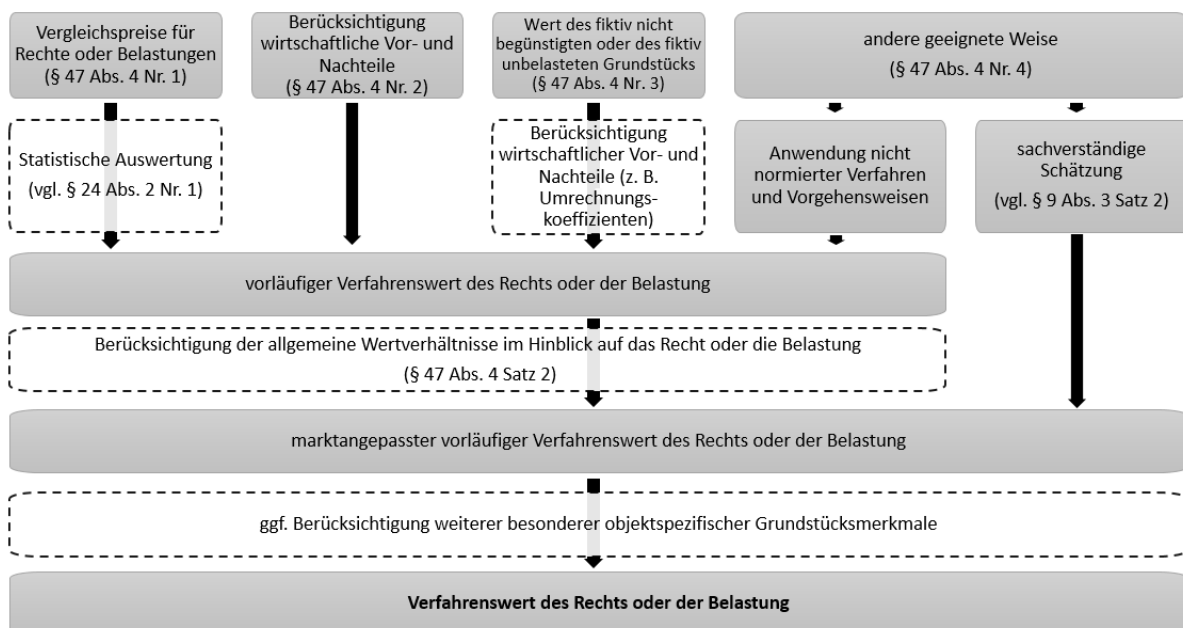 Vergleichspreise für
Rechte oder Belastungen
(§ 47 Abs. 4 Nr. 1)
Berücksichtigung
wirtschaftliche Vor- und
Nachteile
(§ 47 Abs. 4 Nr. 2)
Wert des fiktiv nicht
begünstigten oder des fiktiv
unbelasteten Grundstücks
(§ 47 Abs. 4 Nr. 3)
andere geeignete Weise
(§ 47 Abs. 4 Nr. 4)
Statistische Auswertung
(vgl. § 24 Abs. 2 Nr. 1)
Berücksichtigung
wirtschaftlicher Vor- und
Nachteile (z. B.
Umrechnungs-
koeffizienten)
Anwendung nicht
normierter Verfahren
und Vorgehensweisen
sachverständige
Schätzung
(vgl. § 9 Abs. 3 Satz 2)
vorläufiger Verfahrenswert des Rechts oder der Belastung
Berücksichtigung der allgemeine Wertverhältnisse im Hinblick auf das Recht oder die Belastung
(§ 47 Abs. 4 Satz 2)
marktangepasster vorläufiger Verfahrenswert des Rechts oder der Belastung
ggf. Berücksichtigung weiterer besonderer objektspezifischer Grundstücksmerkmale
Verfahrenswert des Rechts oder der Belastung